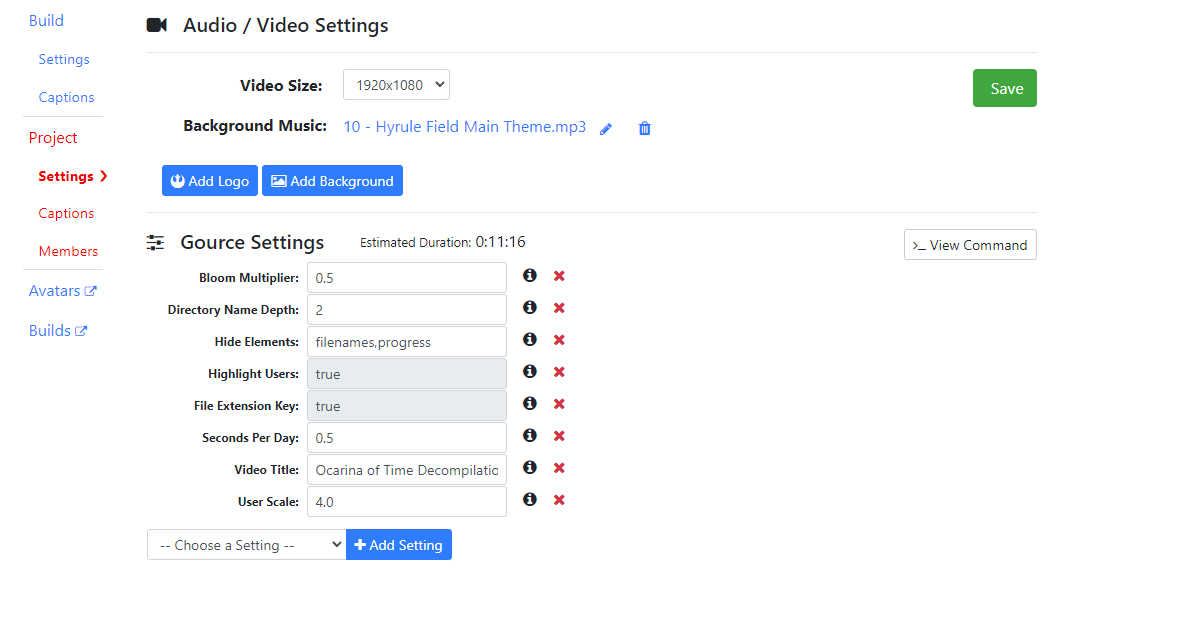 Build
Settings
Captions
Project
Settings
Captions
Members
Avatars
Builds
Audio / Video Settings
Video Size: 1920x1080
Save
Background Music: 10 - Hyrule Field Main Theme.mp3
Add Logo Add Background
Gource Settings Estimated Duration: 0:11:16
>_ View Command
Bloom Multiplier: 0.5
Directory Name Depth: 2
Hide Elements: filenames,progress
Highlight Users: true
File Extension Key: true
Seconds Per Day: 0.5
Video Title: Ocarina of Time Decompilatic
User Scale: 4.0
-- Choose a Setting -- Add Setting